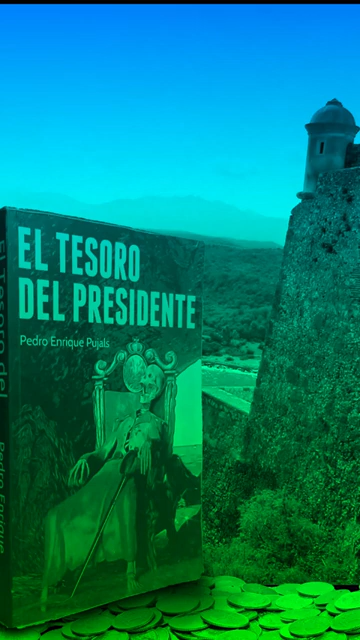 EL TESORO
DEL PRESIDENTE
Pedro Enrique Pujals
El Tesoro del
Pedro Enrique